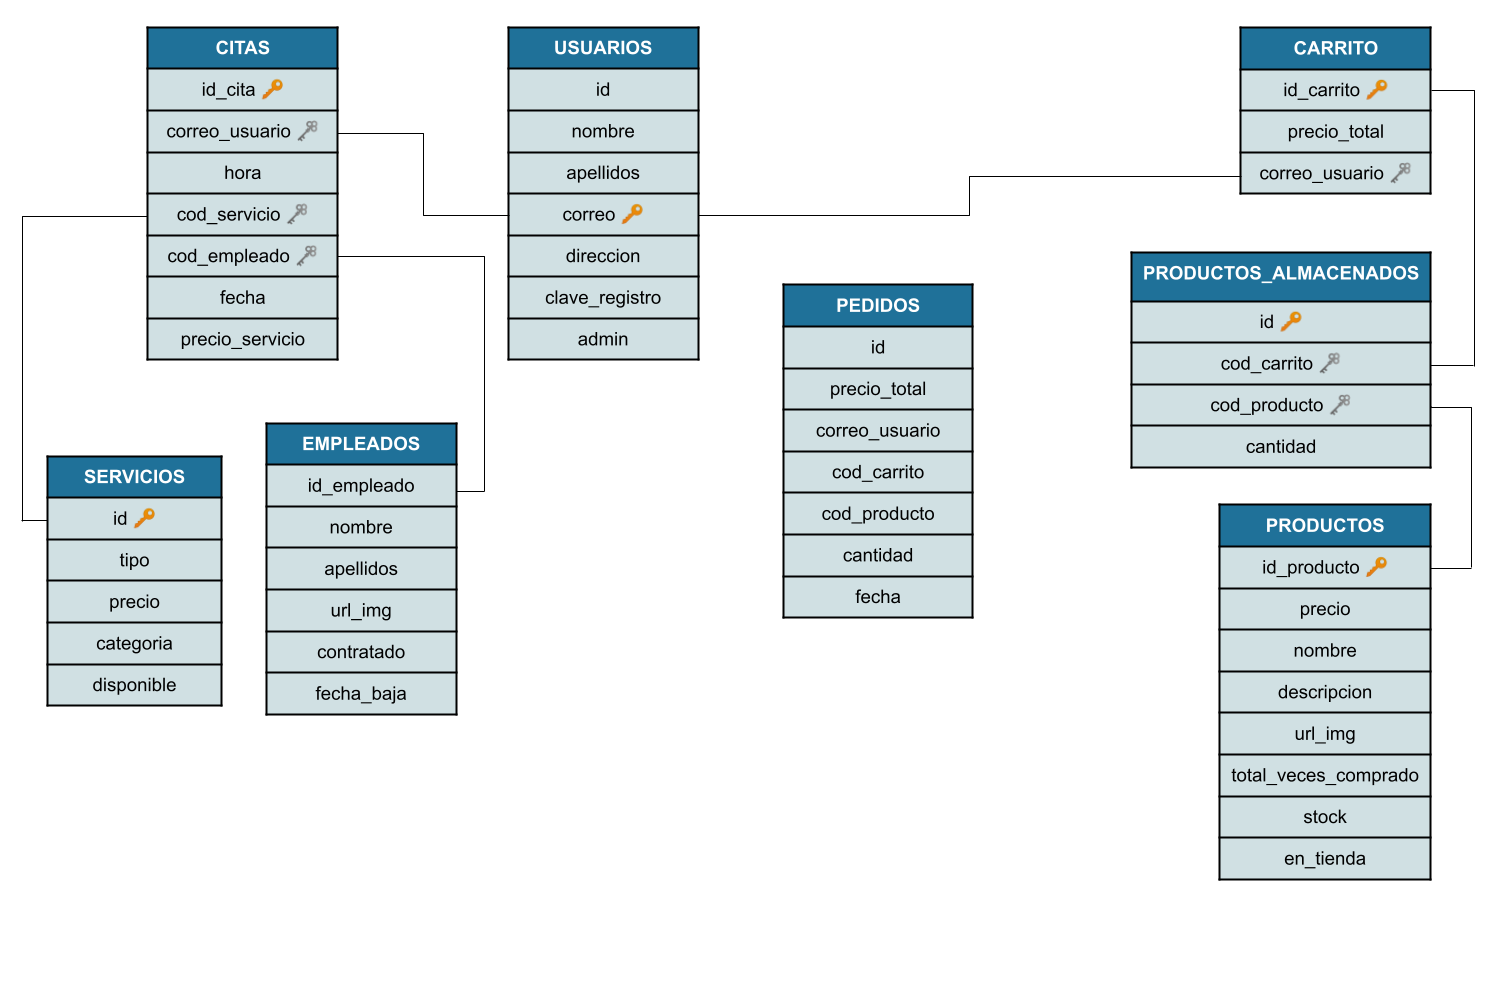 CITAS
id_cita
correo_usuario
hora
cod_servicio
cod_empleado
fecha
precio_servicio
USUARIOS
id
nombre
apellidos
correo
direccion
clave_registro
admin
CARRITO
id_carrito
precio_total
correo_usuario
PRODUCTOS_ALMACENADOS
id
cod_carrito
cod_producto
cantidad
PEDIDOS
id
precio_total
correo_usuario
cod_carrito
cod_producto
cantidad
fecha
SERVICIOS
id
tipo
precio
categoria
disponible
EMPLEADOS
id_empleado
nombre
apellidos
url_img
contratado
fecha_baja
PRODUCTOS
id_producto
precio
nombre
descripcion
url_img
total_veces_comprado
stock
en_tienda